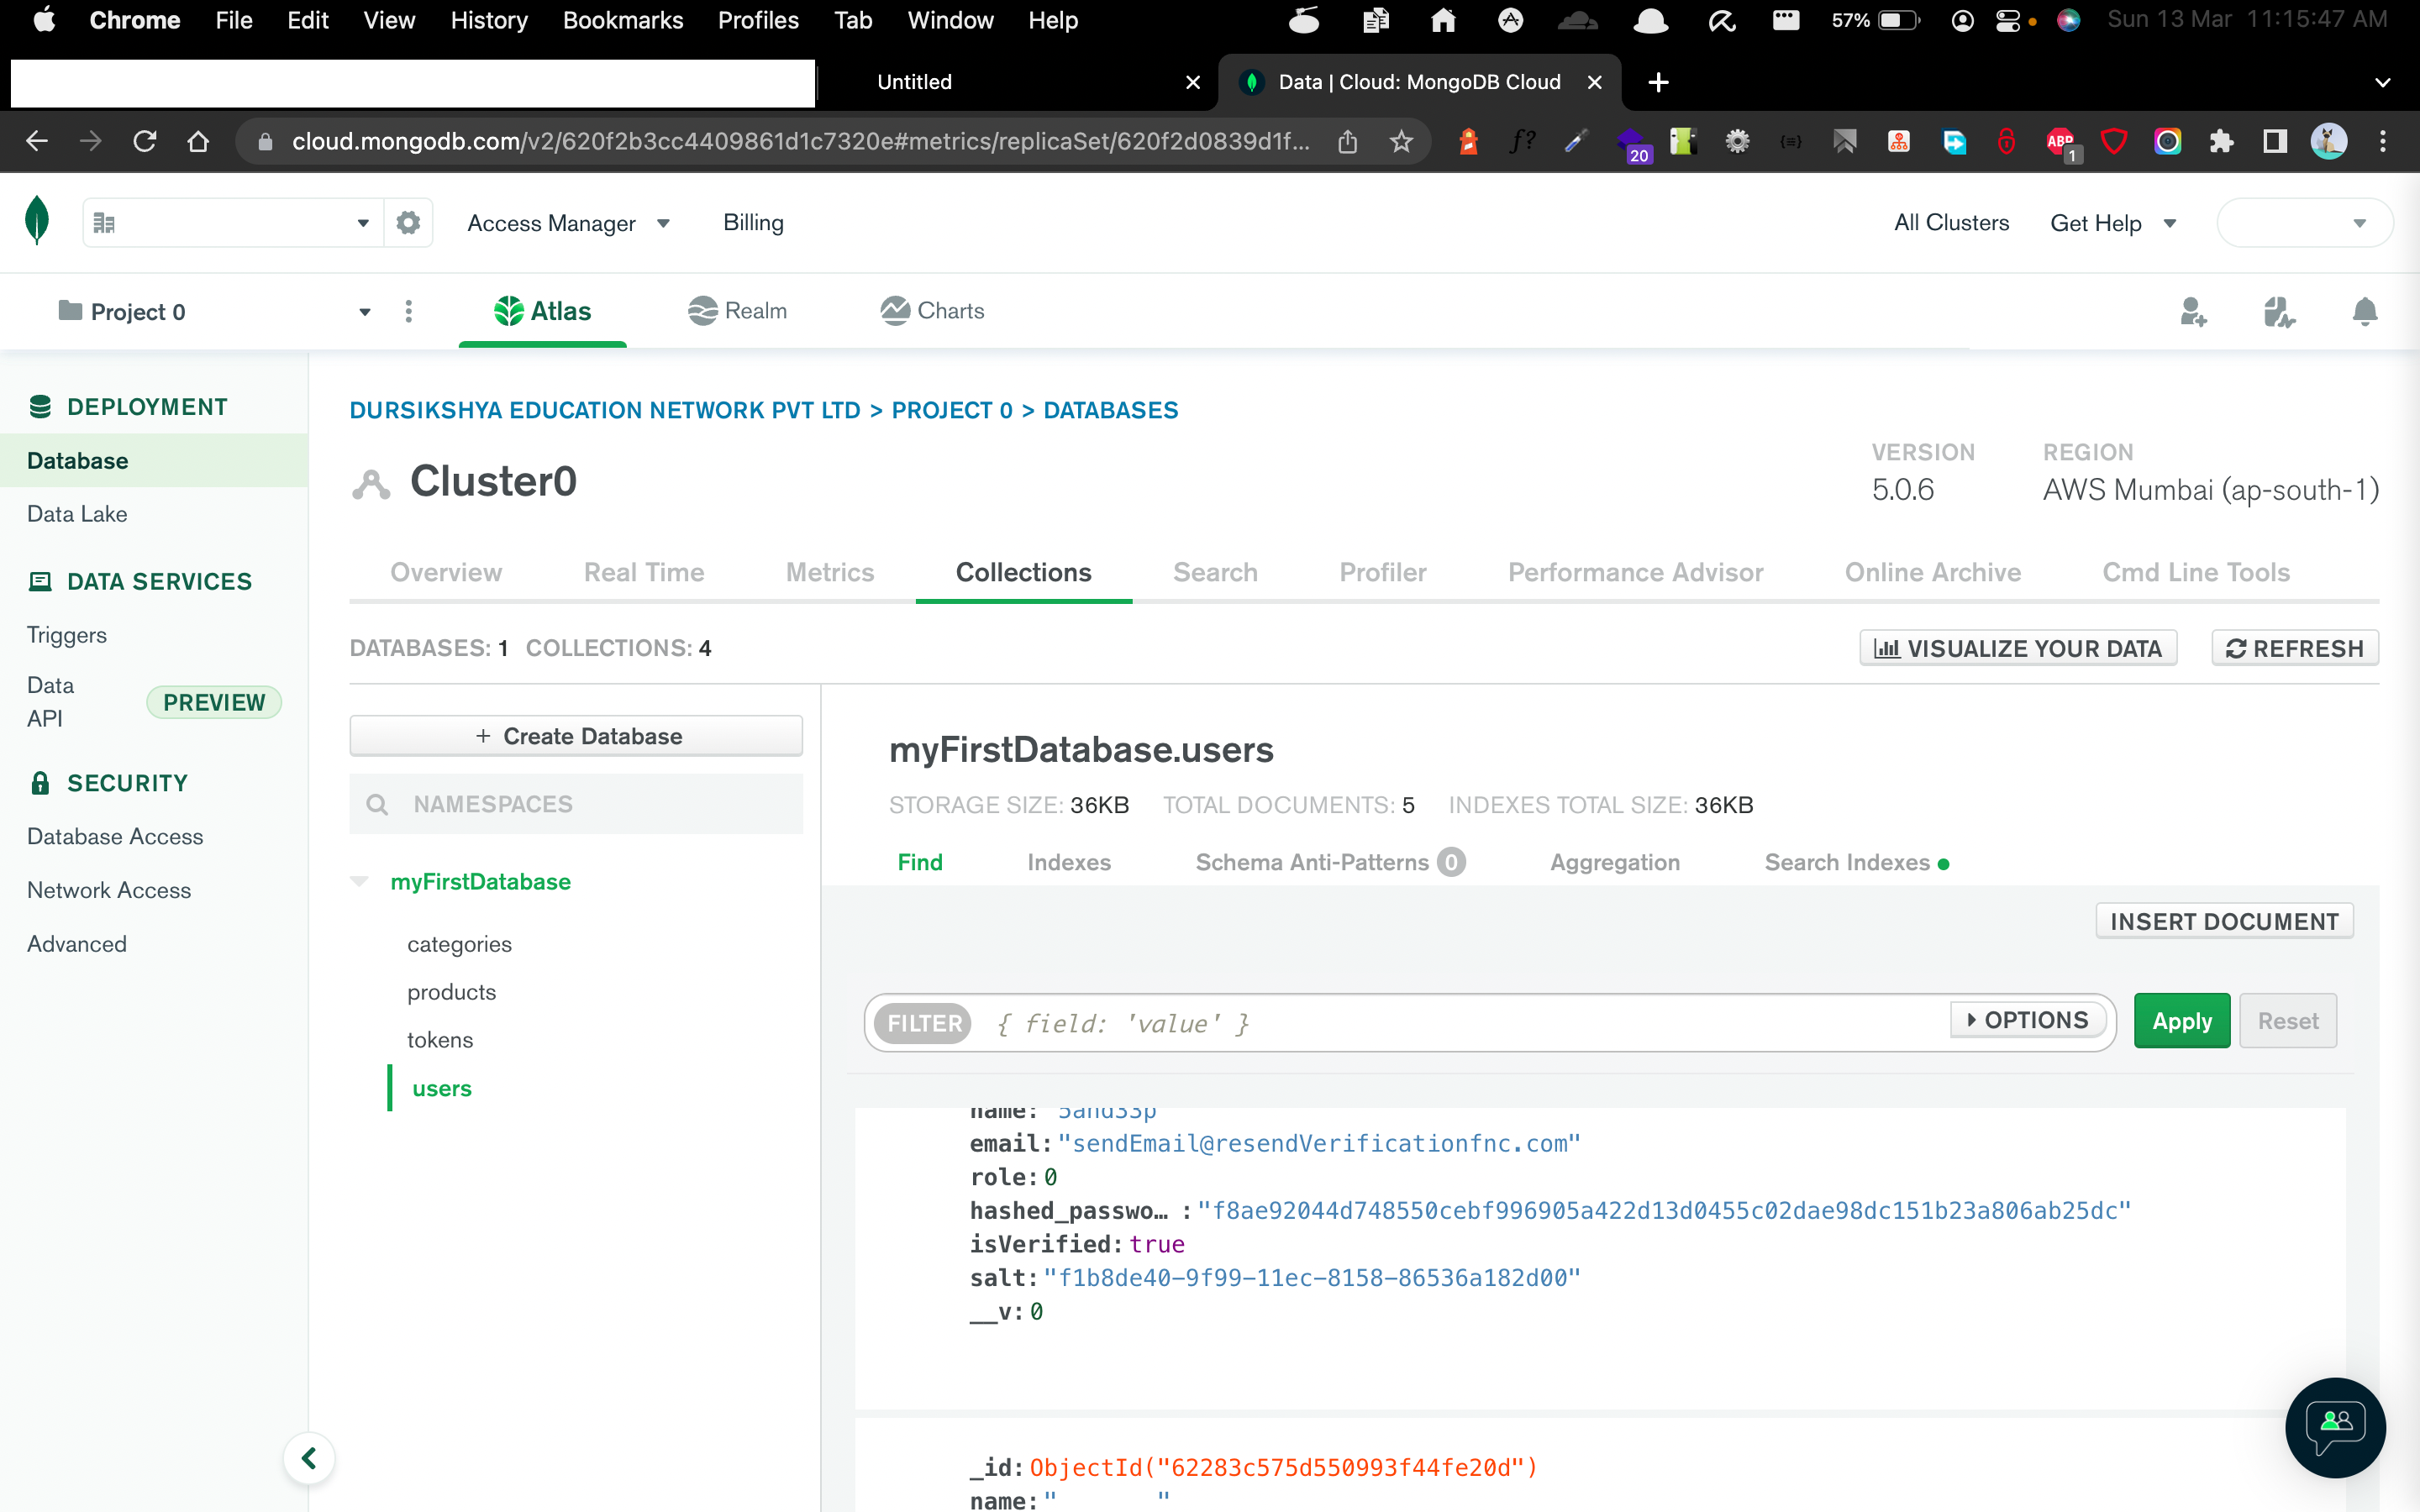 Chrome File Edit View History Bookmarks Profiles Tab Window Help 57% Sun 13 Mar 11:15:47 AM
Untitled Data | Cloud: MongoDB Cloud
cloud.mongodb.com/v2/620f2b3cc4409861d1c7320e#metrics/replicaSet/620f2d0839d1f... f? 20 ABP 1
Access Manager Billing All Clusters Get Help
Project 0 Atlas Realm Charts
DEPLOYMENT
Database
Data Lake
DATA SERVICES
Triggers
Data API PREVIEW
SECURITY
Database Access
Network Access
Advanced
DURSIKSHYA EDUCATION NETWORK PVT LTD > PROJECT 0 > DATABASES
Cluster0
VERSION
5.0.6
REGION
AWS Mumbai (ap-south-1)
Overview Real Time Metrics Collections Search Profiler Performance Advisor Online Archive Cmd Line Tools
DATABASES: 1 COLLECTIONS: 4 VISUALIZE YOUR DATA REFRESH
+ Create Database
NAMESPACES
myFirstDatabase
categories
products
tokens
users
myFirstDatabase.users
STORAGE SIZE: 36KB TOTAL DOCUMENTS: 5 INDEXES TOTAL SIZE: 36KB
Find Indexes Schema Anti-Patterns 0 Aggregation Search Indexes
INSERT DOCUMENT
FILTER { field: 'value' } OPTIONS Apply Reset
name: "5and33p"
email: "sendEmail@resendVerificationfnc.com"
role: 0
hashed_passwo… : "f8ae92044d748550cebf996905a422d13d0455c02dae98dc151b23a806ab25dc"
isVerified: true
salt: "f1b8de40-9f99-11ec-8158-86536a182d00"
__v: 0
_id: ObjectId("62283c575d550993f44fe20d")
name: " "